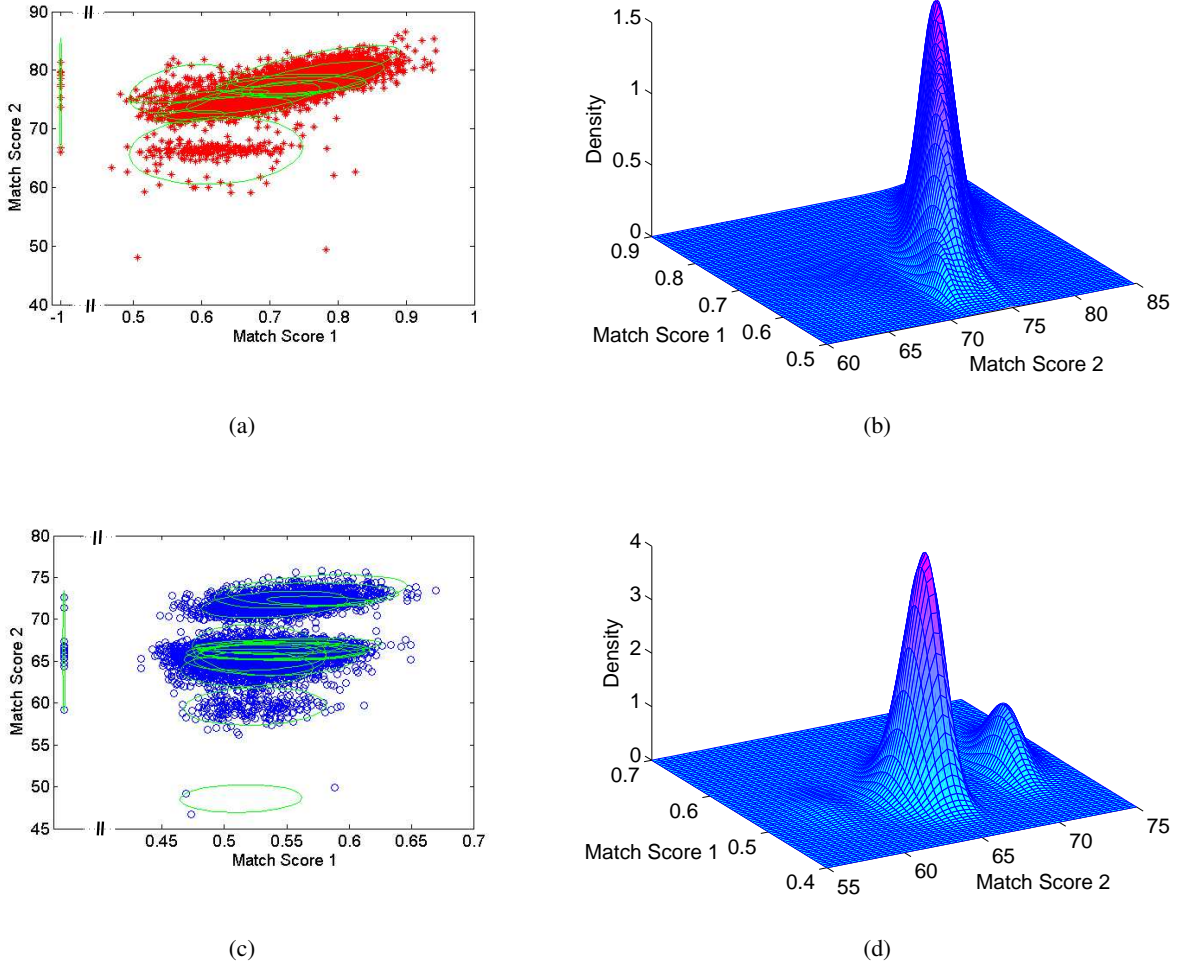 90
80
70
60
50
40
Match Score 2
-1 0.5 0.6 0.7 0.8 0.9 1
Match Score 1
(a)
1.5
1
0.5
0
Density
0.9
0.8
0.7
0.6
0.5
Match Score 1
60 65 70 75 80 85
Match Score 2
(b)
80
75
70
65
60
55
50
45
Match Score 2
0.45 0.5 0.55 0.6 0.65 0.7
Match Score 1
(c)
4
3
2
1
0
Density
0.7
0.6
0.5
0.4
Match Score 1
55 60 65 70 75
Match Score 2
(d)